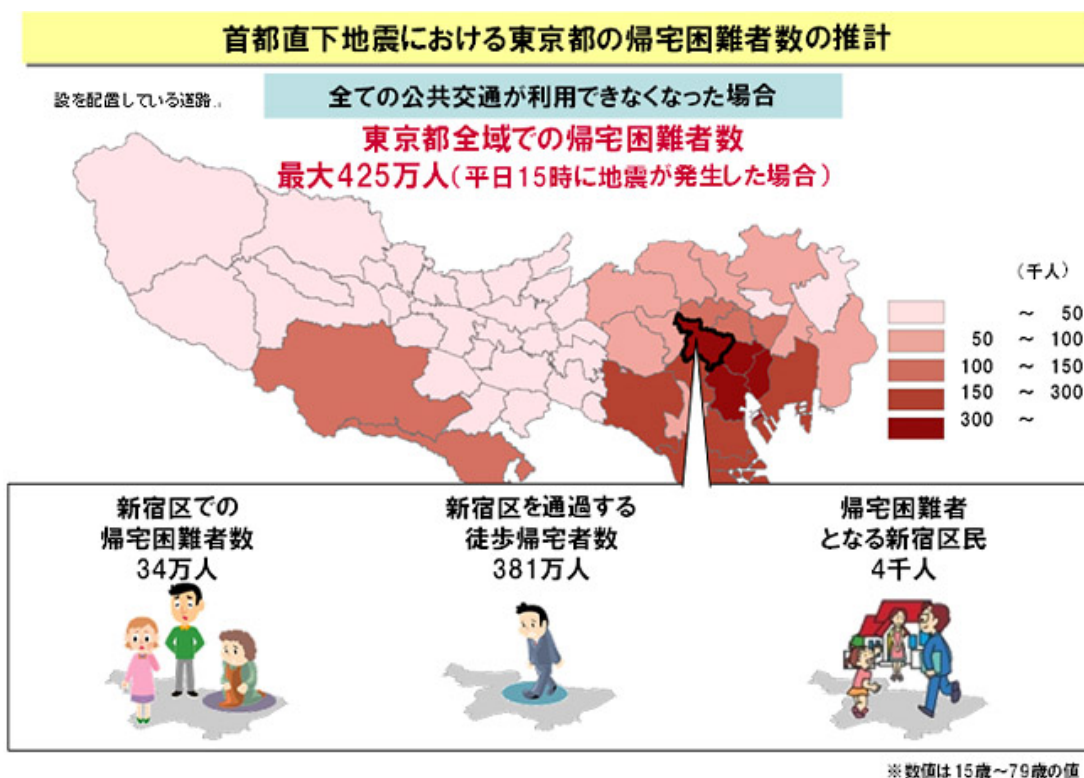 首都直下地震における東京都の帰宅困難者数の推計
設を配置している道路.。
全ての公共交通が利用できなくなった場合
東京都全域での帰宅困難者数
最大425万人(平日15時に地震が発生した場合)
(千人)
～ 50
50 ～ 100
100 ～ 150
150 ～ 300
300 ～
新宿区での
帰宅困難者数
34万人
新宿区を通過する
徒歩帰宅者数
381万人
帰宅困難者
となる新宿区民
4千人
※数値は15歳～79歳の値